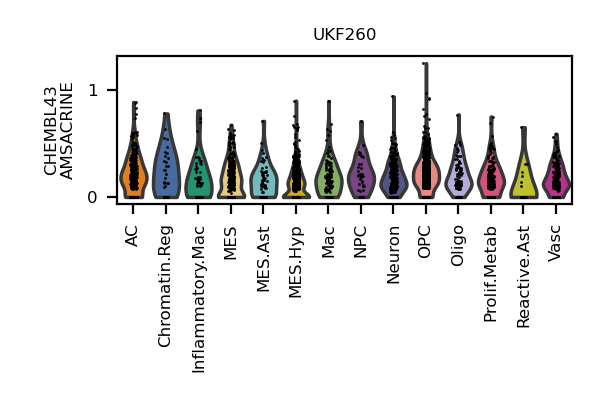 UKF260
CHEMBL43
AMSACRINE
1
0
AC
Chromatin.Reg
Inflammatory.Mac
MES
MES.Ast
MES.Hyp
Mac
NPC
Neuron
OPC
Oligo
Prolif.Metab
Reactive.Ast
Vasc